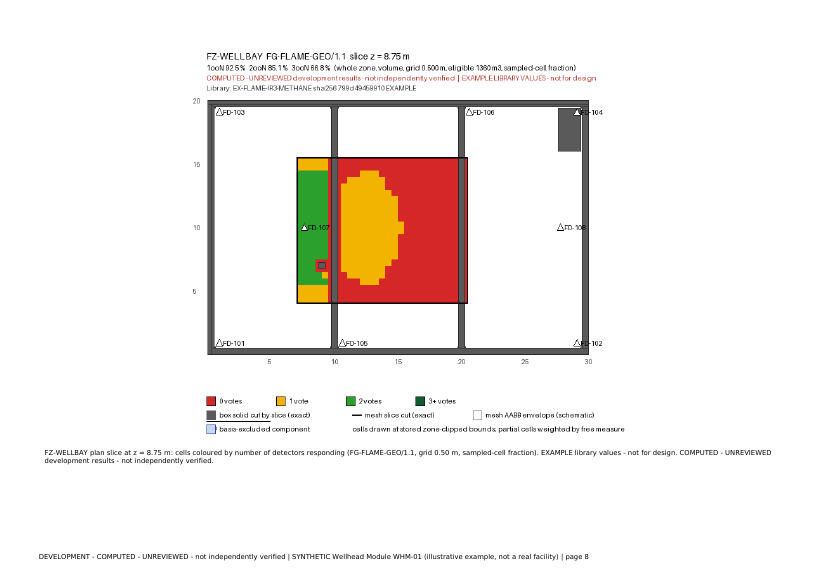 FZ-WELLBAY FG-FLAME-GEO/1.1 slice z = 8.75 m
1ooN 92.5% 2ooN 85.1% 3ooN 66.8% (whole zone, volume, grid 0.500 m, eligible 1360 m3, sampled-cell fraction)
COMPUTED - UNREVIEWED development results - not independently verified | EXAMPLE LIBRARY VALUES - not for design
Library: EX-FLAME-IR3-METHANE sha256 799d49459910 EXAMPLE
20
FD-103
FD-106
FD-104
15
10
FD-107
FD-108
5
FD-101
FD-105
FD-102
5
10
15
20
25
30
0 votes
1 vote
2 votes
3+ votes
box solid cut by slice (exact)
mesh slice cut (exact)
mesh AABB envelope (schematic)
basis-excluded component
cells drawn at stored zone-clipped bounds; partial cells weighted by free measure
FZ-WELLBAY plan slice at z = 8.75 m: cells coloured by number of detectors responding (FG-FLAME-GEO/1.1, grid 0.50 m, sampled-cell fraction). EXAMPLE library values - not for design. COMPUTED - UNREVIEWED
development results - not independently verified.
DEVELOPMENT - COMPUTED - UNREVIEWED - not independently verified | SYNTHETIC Wellhead Module WHM-01 (illustrative example, not a real facility) | page 8